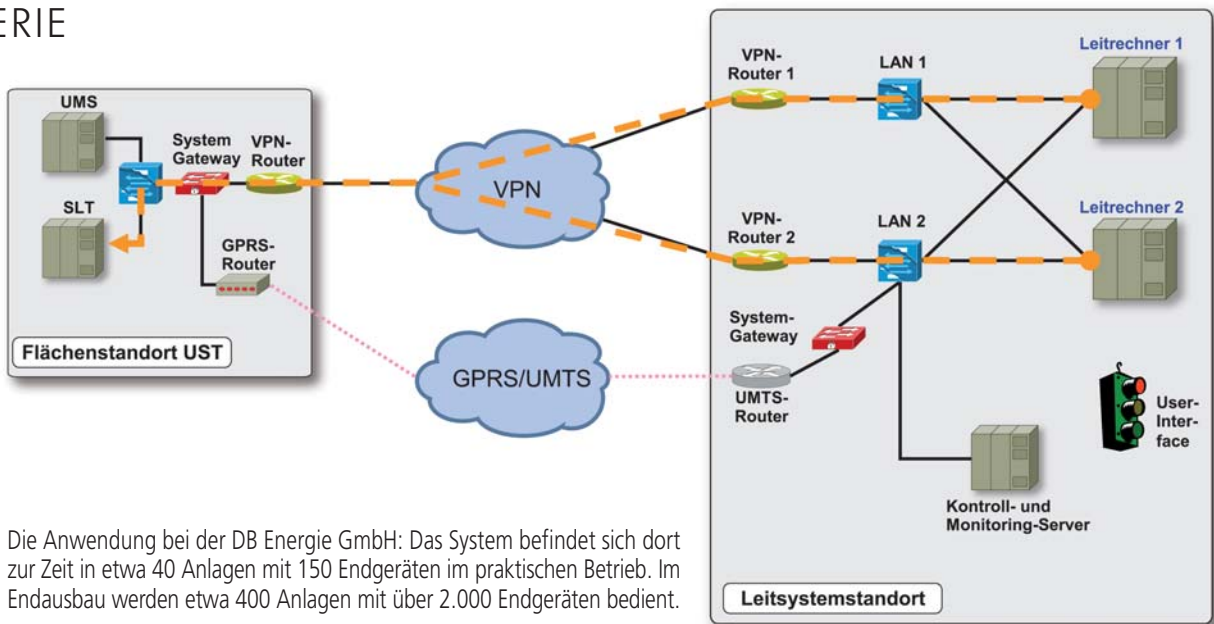 ERIE
UMS
System
Gateway
VPN-
Router
SLT
GPRS-
Router
Flächenstandort UST
VPN
GPRS/UMTS
VPN-
Router 1
LAN 1
Leitrechner 1
VPN-
Router 2
LAN 2
Leitrechner 2
System-
Gateway
UMTS-
Router
User-
Inter-
face
Kontroll- und
Monitoring-Server
Leitsystemstandort
Die Anwendung bei der DB Energie GmbH: Das System befindet sich dort
zur Zeit in etwa 40 Anlagen mit 150 Endgeräten im praktischen Betrieb. Im
Endausbau werden etwa 400 Anlagen mit über 2.000 Endgeräten bedient.